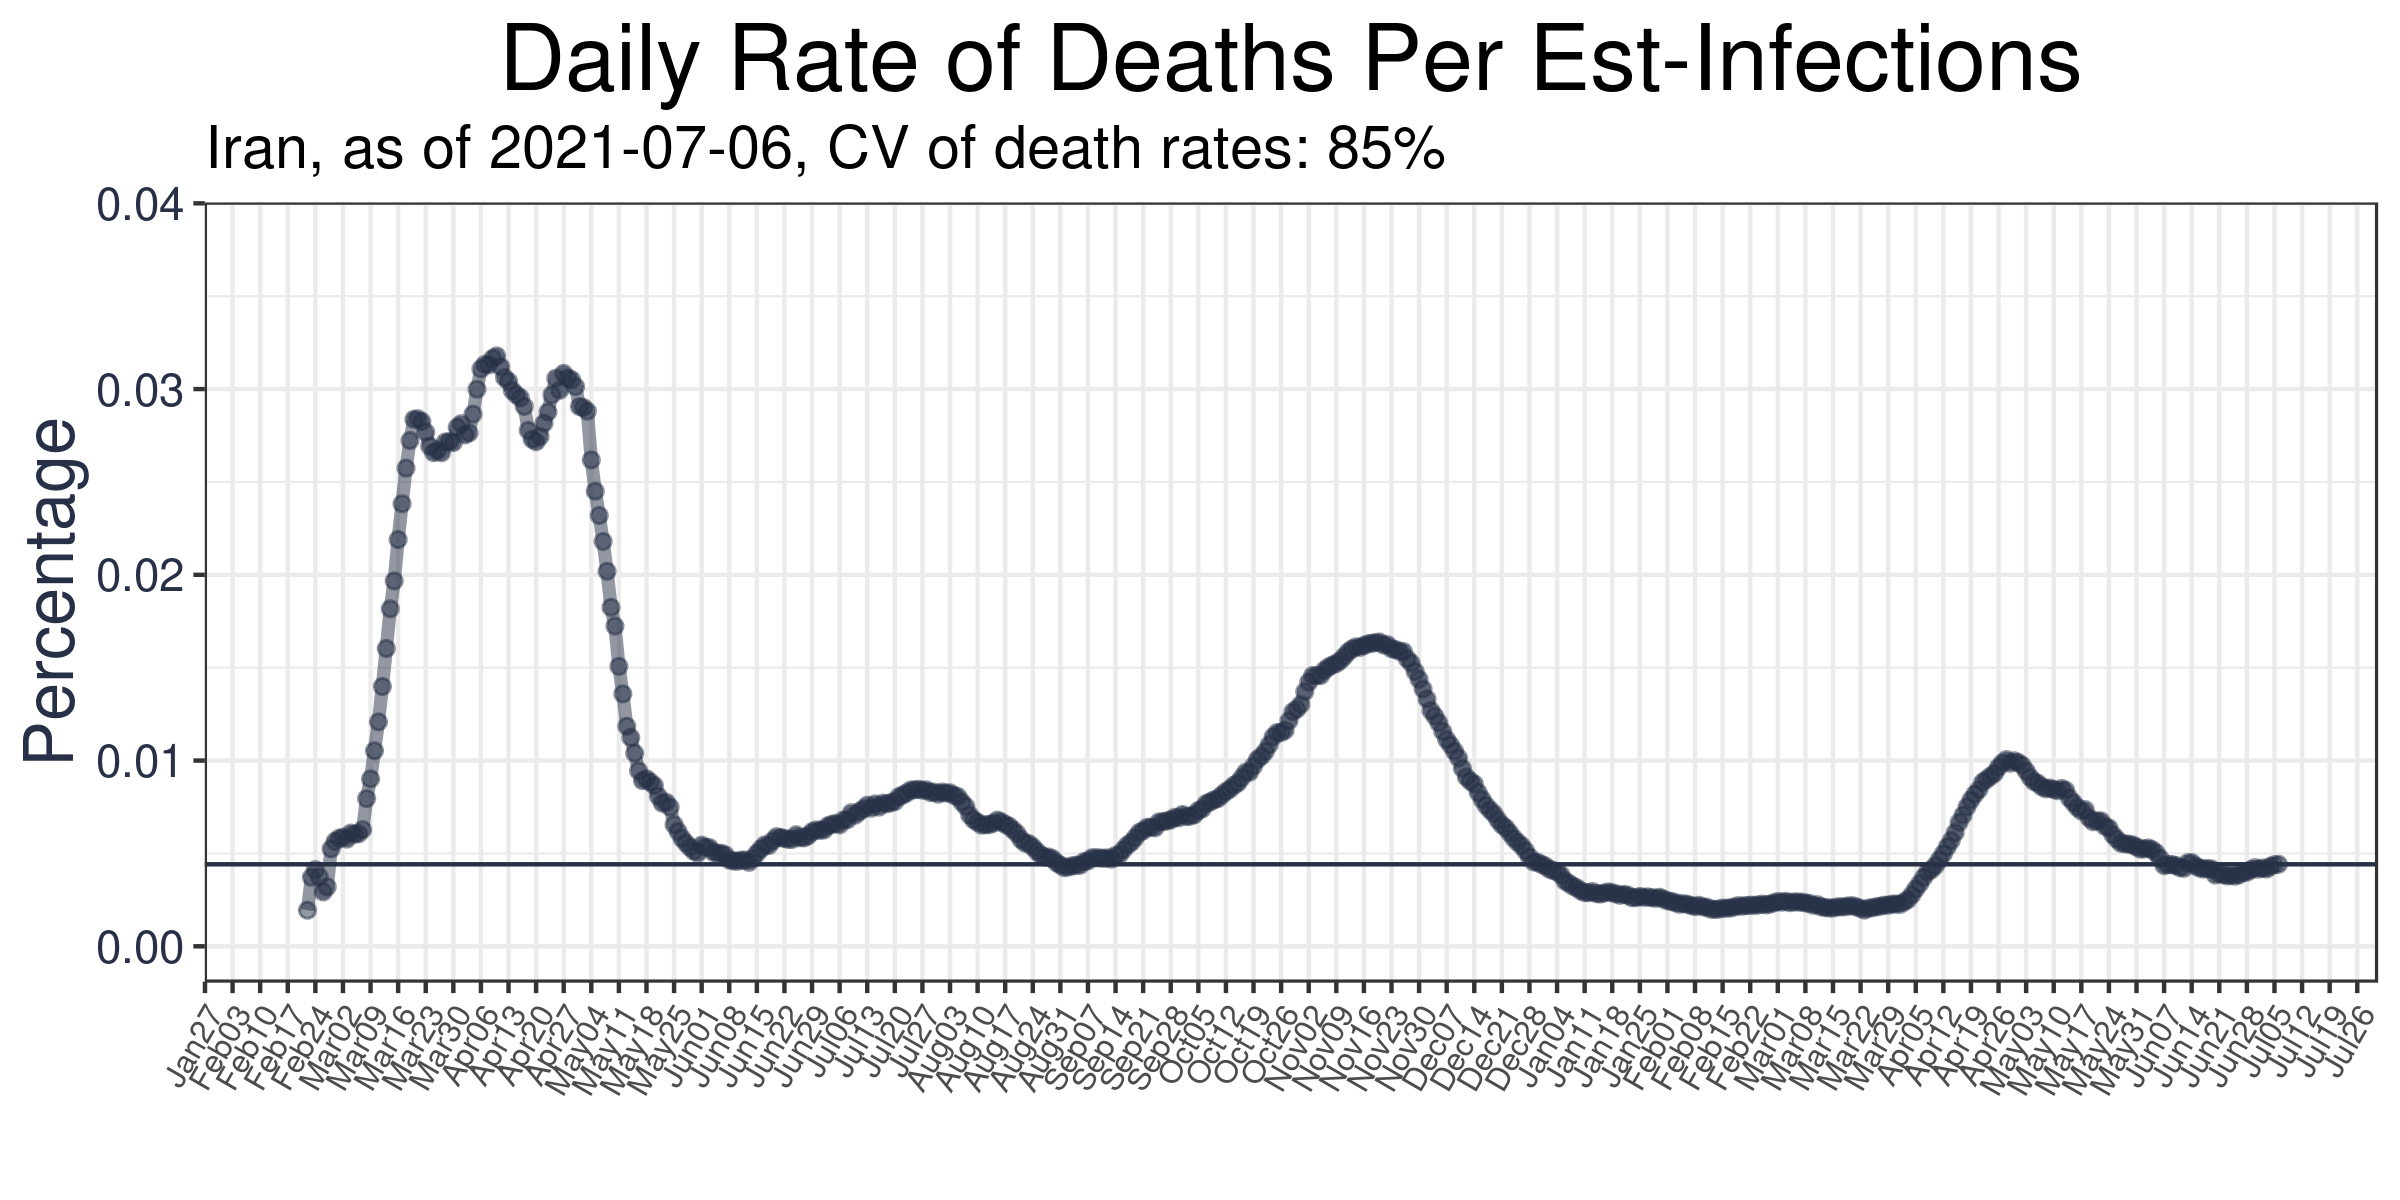 Daily Rate of Deaths Per Est-Infections
Iran, as of 2021-07-06, CV of death rates: 85%
Percentage
0.04
0.03
0.02
0.01
0.00
Jan27
Feb03
Feb10
Feb17
Feb24
Mar02
Mar09
Mar16
Mar23
Mar30
Apr06
Apr13
Apr20
Apr27
May04
May11
May18
May25
Jun01
Jun08
Jun15
Jun22
Jun29
Jul06
Jul13
Jul20
Jul27
Aug03
Aug10
Aug17
Aug24
Aug31
Sep07
Sep14
Sep21
Sep28
Oct05
Oct12
Oct19
Oct26
Nov02
Nov09
Nov16
Nov23
Nov30
Dec07
Dec14
Dec21
Dec28
Jan04
Jan11
Jan18
Jan25
Feb01
Feb08
Feb15
Feb22
Mar01
Mar08
Mar15
Mar22
Mar29
Apr05
Apr12
Apr19
Apr26
May03
May10
May17
May24
May31
Jun07
Jun14
Jun21
Jun28
Jul05
Jul12
Jul19
Jul26